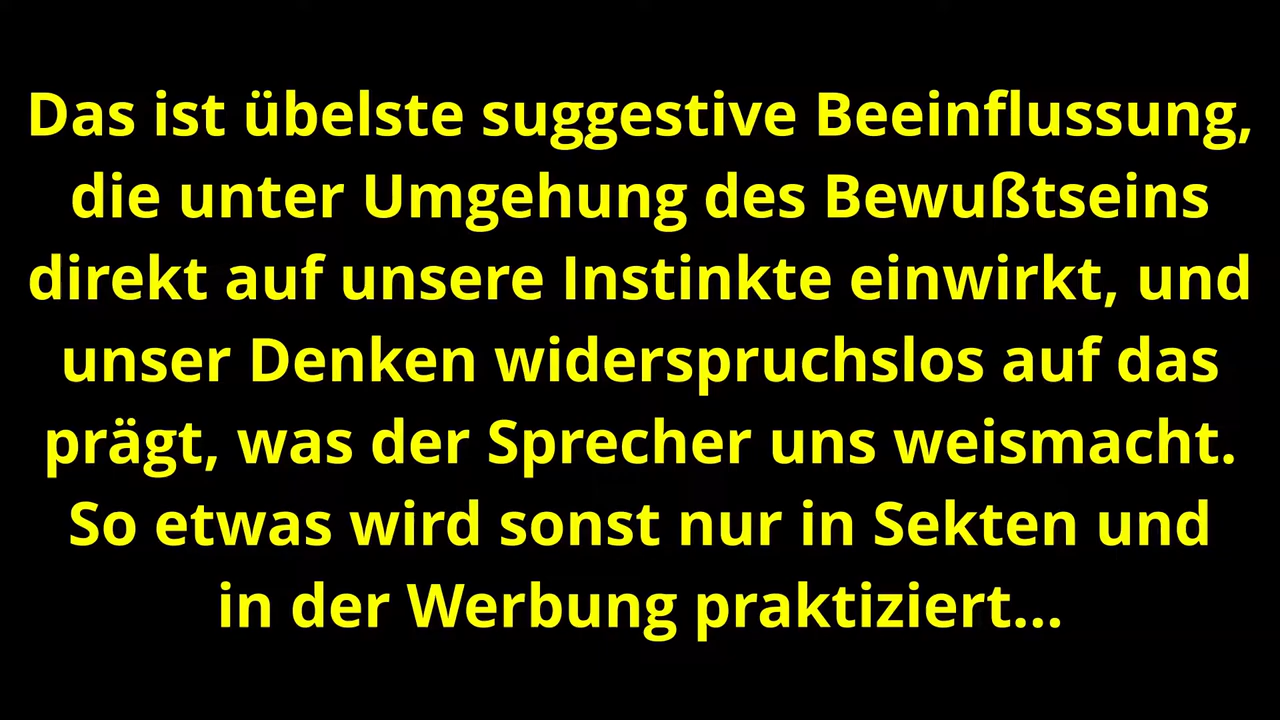 Das ist übelste suggestive Beeinflussung,
die unter Umgehung des Bewußtseins
direkt auf unsere Instinkte einwirkt, und
unser Denken widerspruchslos auf das
prägt, was der Sprecher uns weismacht.
So etwas wird sonst nur in Sekten und
in der Werbung praktiziert...